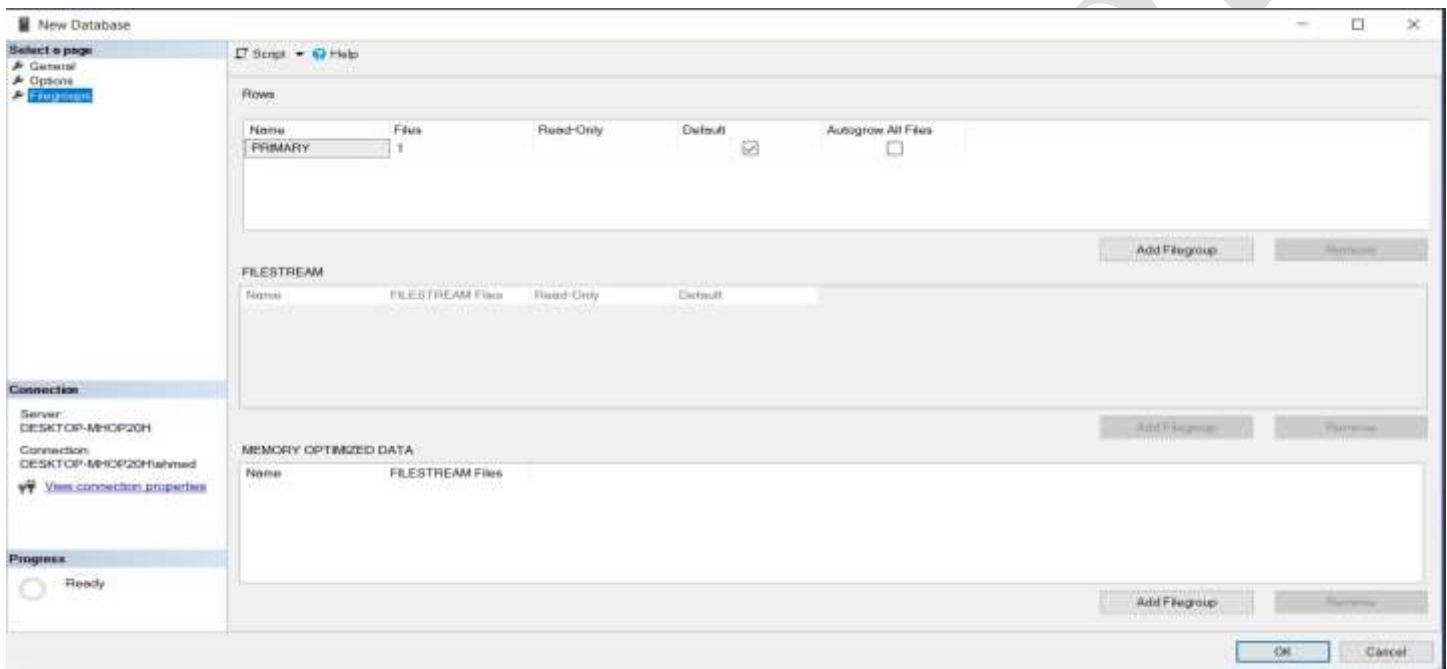 New Database
Select a page
General
Options
Filegroups
Script Help
Rows
Name Files Read-Only Default Autogrow All Files
PRIMARY 1
Add Filegroup Remove
FILESTREAM
Name FILESTREAM Files Read-Only Default
Add Filegroup Remove
MEMORY OPTIMIZED DATA
Name FILESTREAM Files
Add Filegroup Remove
Connection
Server:
DESKTOP-MHOP20H
Connection:
DESKTOP-MHOP20H\ahmed
View connection properties
Progress
Ready
OK Cancel